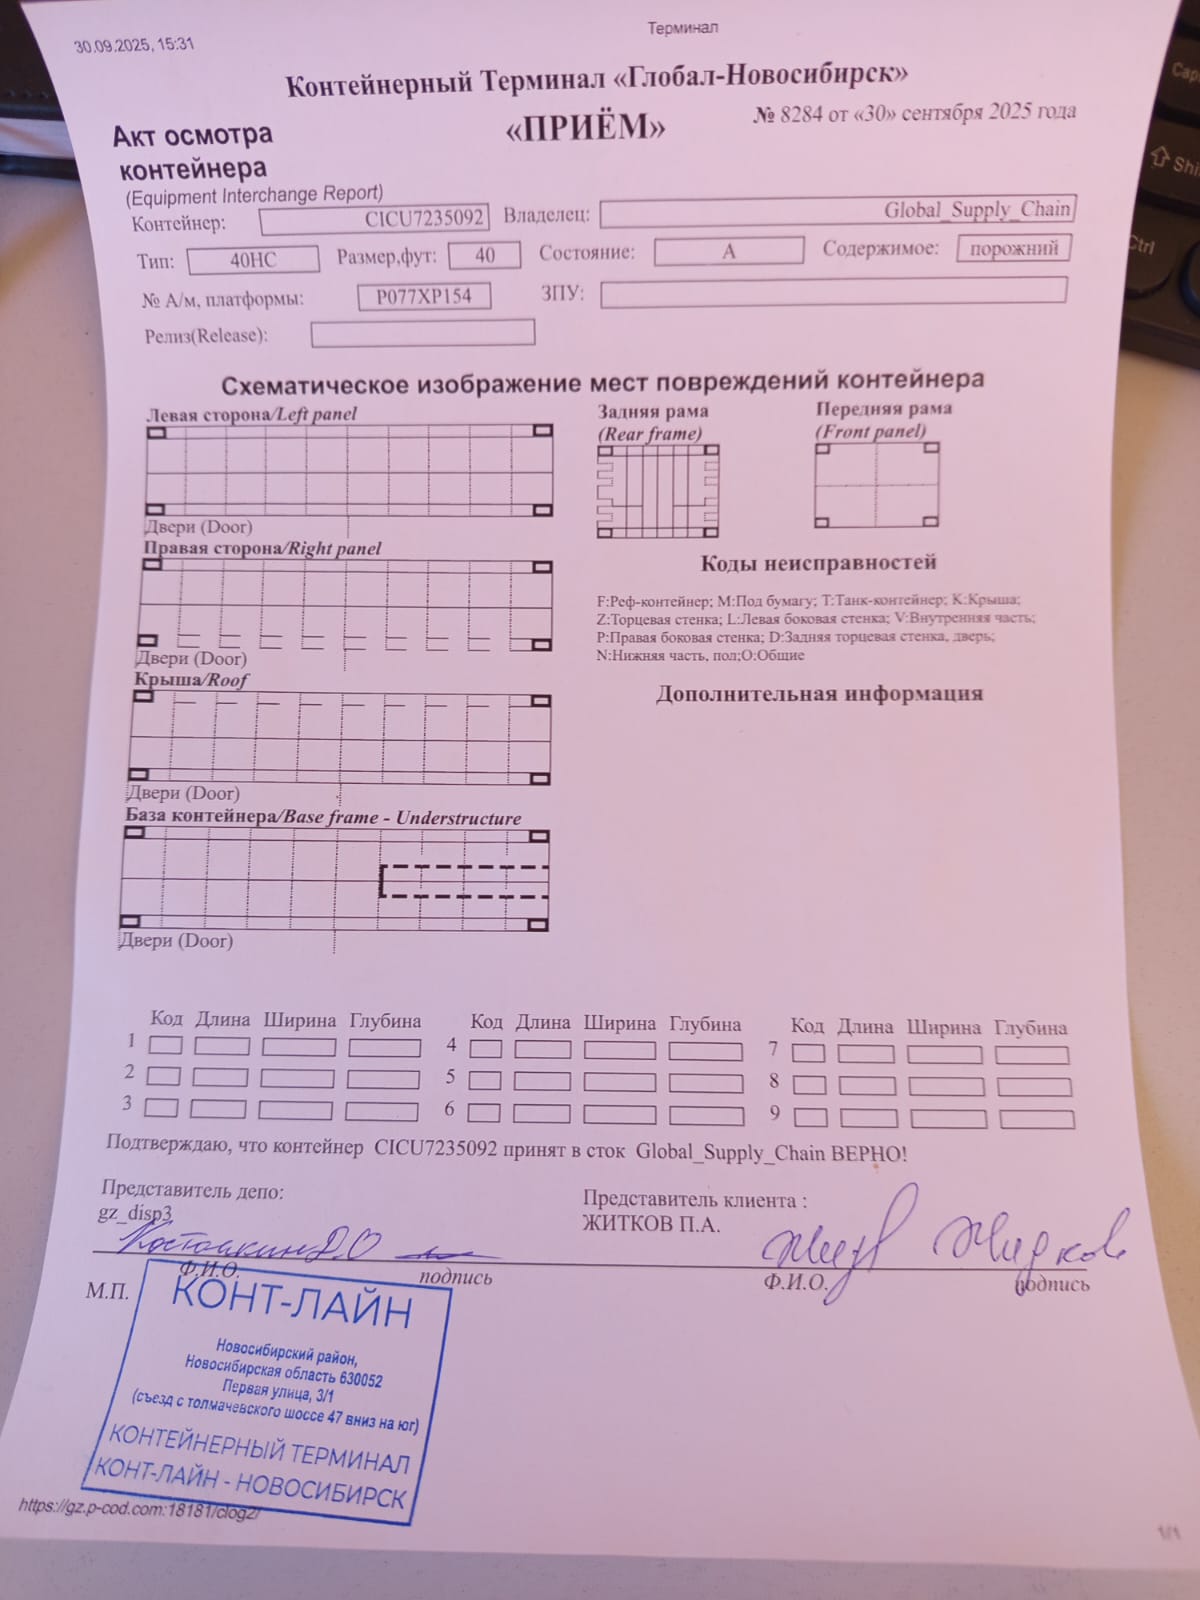 30.09.2025, 15:31
Терминал
Контейнерный Терминал «Глобал-Новосибирск»
Акт осмотра контейнера
«ПРИЁМ»
№ 8284 от «30» сентября 2025 года
(Equipment Interchange Report)
Контейнер: CICU7235092 Владелец: Global_Supply_Chain
Тип: 40HC Размер,фут: 40 Состояние: A Содержимое: порожний
№ А/м, платформы: P077XP154 ЗПУ:
Релиз(Release):
Схематическое изображение мест повреждений контейнера
Левая сторона/Left panel
Задняя рама
(Rear frame)
Передняя рама
(Front panel)
Двери (Door)
Правая сторона/Right panel
Коды неисправностей
F:Реф-контейнер; M:Под бумагу; T:Танк-контейнер; K:Крыша;
Z:Торцевая стенка; L:Левая боковая стенка; V:Внутренняя часть;
P:Правая боковая стенка; D:Задняя торцевая стенка, дверь;
N:Нижняя часть, пол;O:Общие
Двери (Door)
Крыша/Roof
Дополнительная информация
Двери (Door)
База контейнера/Base frame - Understructure
Двери (Door)
Код Длина Ширина Глубина Код Длина Ширина Глубина Код Длина Ширина Глубина
1 4 7
2 5 8
3 6 9
Подтверждаю, что контейнер CICU7235092 принят в сток Global_Supply_Chain ВЕРНО!
Представитель депо:
gz_disp3
Представитель клиента :
ЖИТКОВ П.А.
Ф.И.О. подпись Ф.И.О. подпись
М.П.
КОНТ-ЛАЙН
Новосибирский район,
Новосибирская область 630052
Первая улица, 3/1
(съезд с толмачевского шоссе 47 вниз на юг)
КОНТЕЙНЕРНЫЙ ТЕРМИНАЛ
КОНТ-ЛАЙН - НОВОСИБИРСК
https://gz.p-cod.com:18181/clog2/
1/1
Ctrl